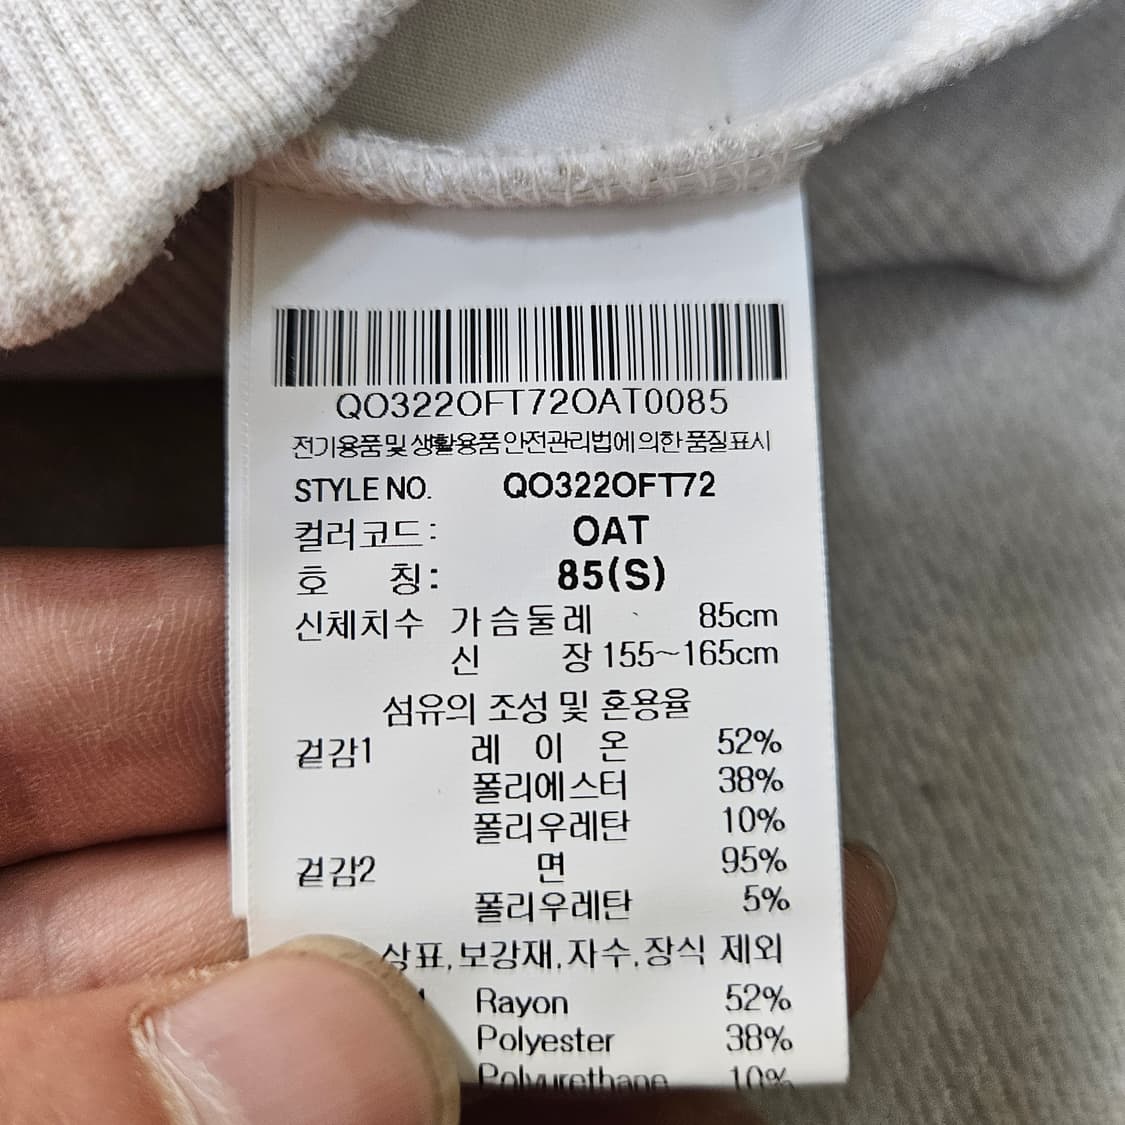 QO322OFT72OAT0085
전기용품 및 생활용품 안전관리법에 의한 품질표시
STYLE NO. QO322OFT72
컬러코드: OAT
호 칭: 85(S)
신체치수 가슴둘레 85cm
신 장 155~165cm
섬유의 조성 및 혼용율
겉감1 레 이 온 52%
폴리에스터 38%
폴리우레탄 10%
겉감2 면 95%
폴리우레탄 5%
상표,보강재,자수,장식 제외
Rayon 52%
Polyester 38%
Polyurethane 10%